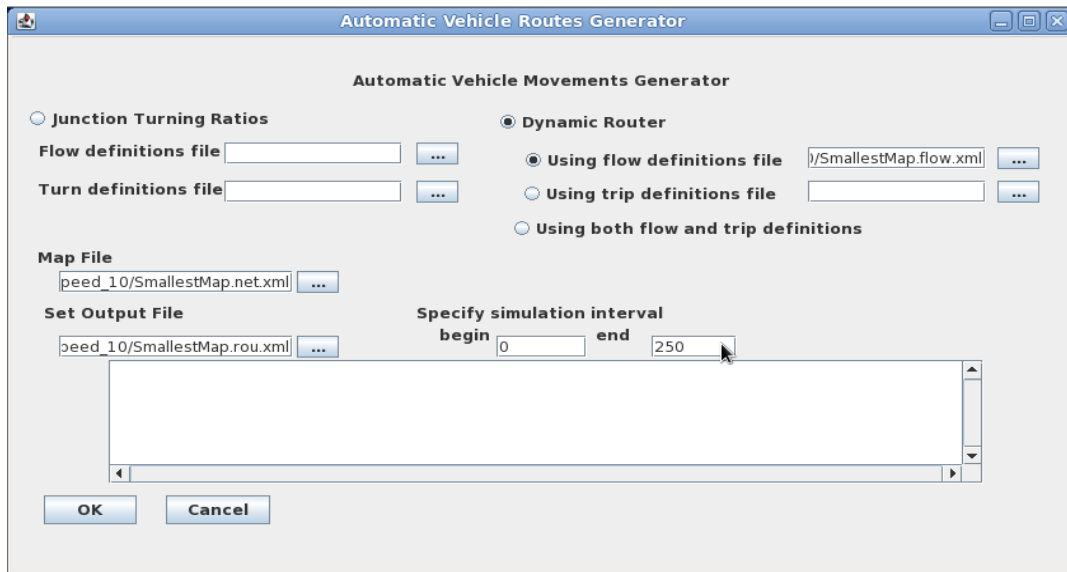 Automatic Vehicle Routes Generator
Automatic Vehicle Movements Generator
Junction Turning Ratios
Dynamic Router
Flow definitions file ...
Using flow definitions file )/SmallestMap.flow.xml ...
Turn definitions file ...
Using trip definitions file ...
Using both flow and trip definitions
Map File
peed_10/SmallestMap.net.xml ...
Set Output File
Specify simulation interval
peed_10/SmallestMap.rou.xml ...
begin 0 end 250
OK Cancel